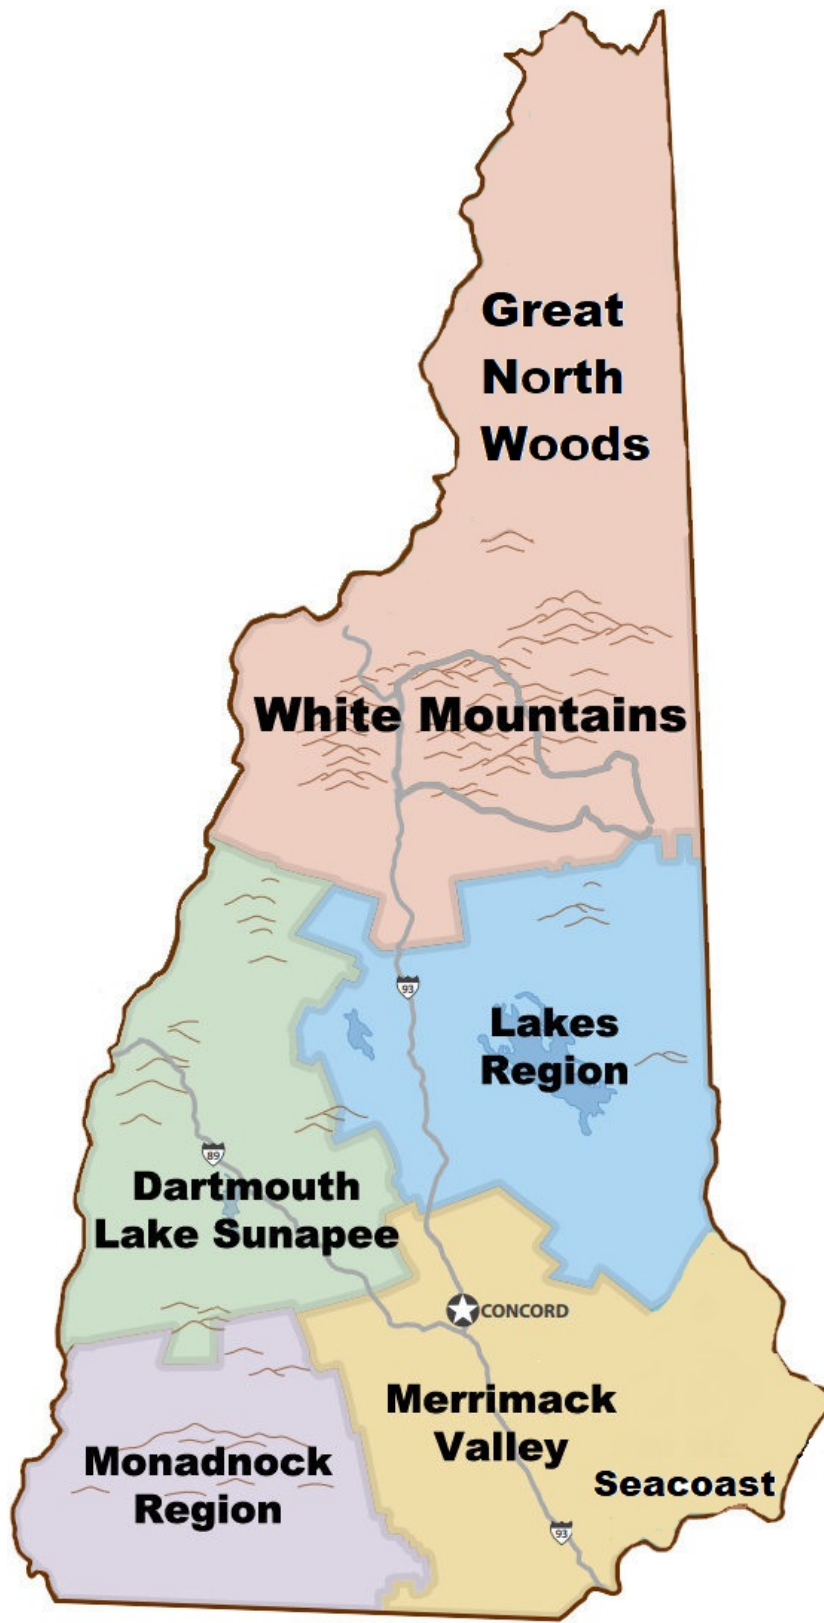 Great
North
Woods
White Mountains
93
Lakes
Region
89
Dartmouth
Lake Sunapee
CONCORD
Merrimack
Valley
Monadnock
Region
Seacoast
93